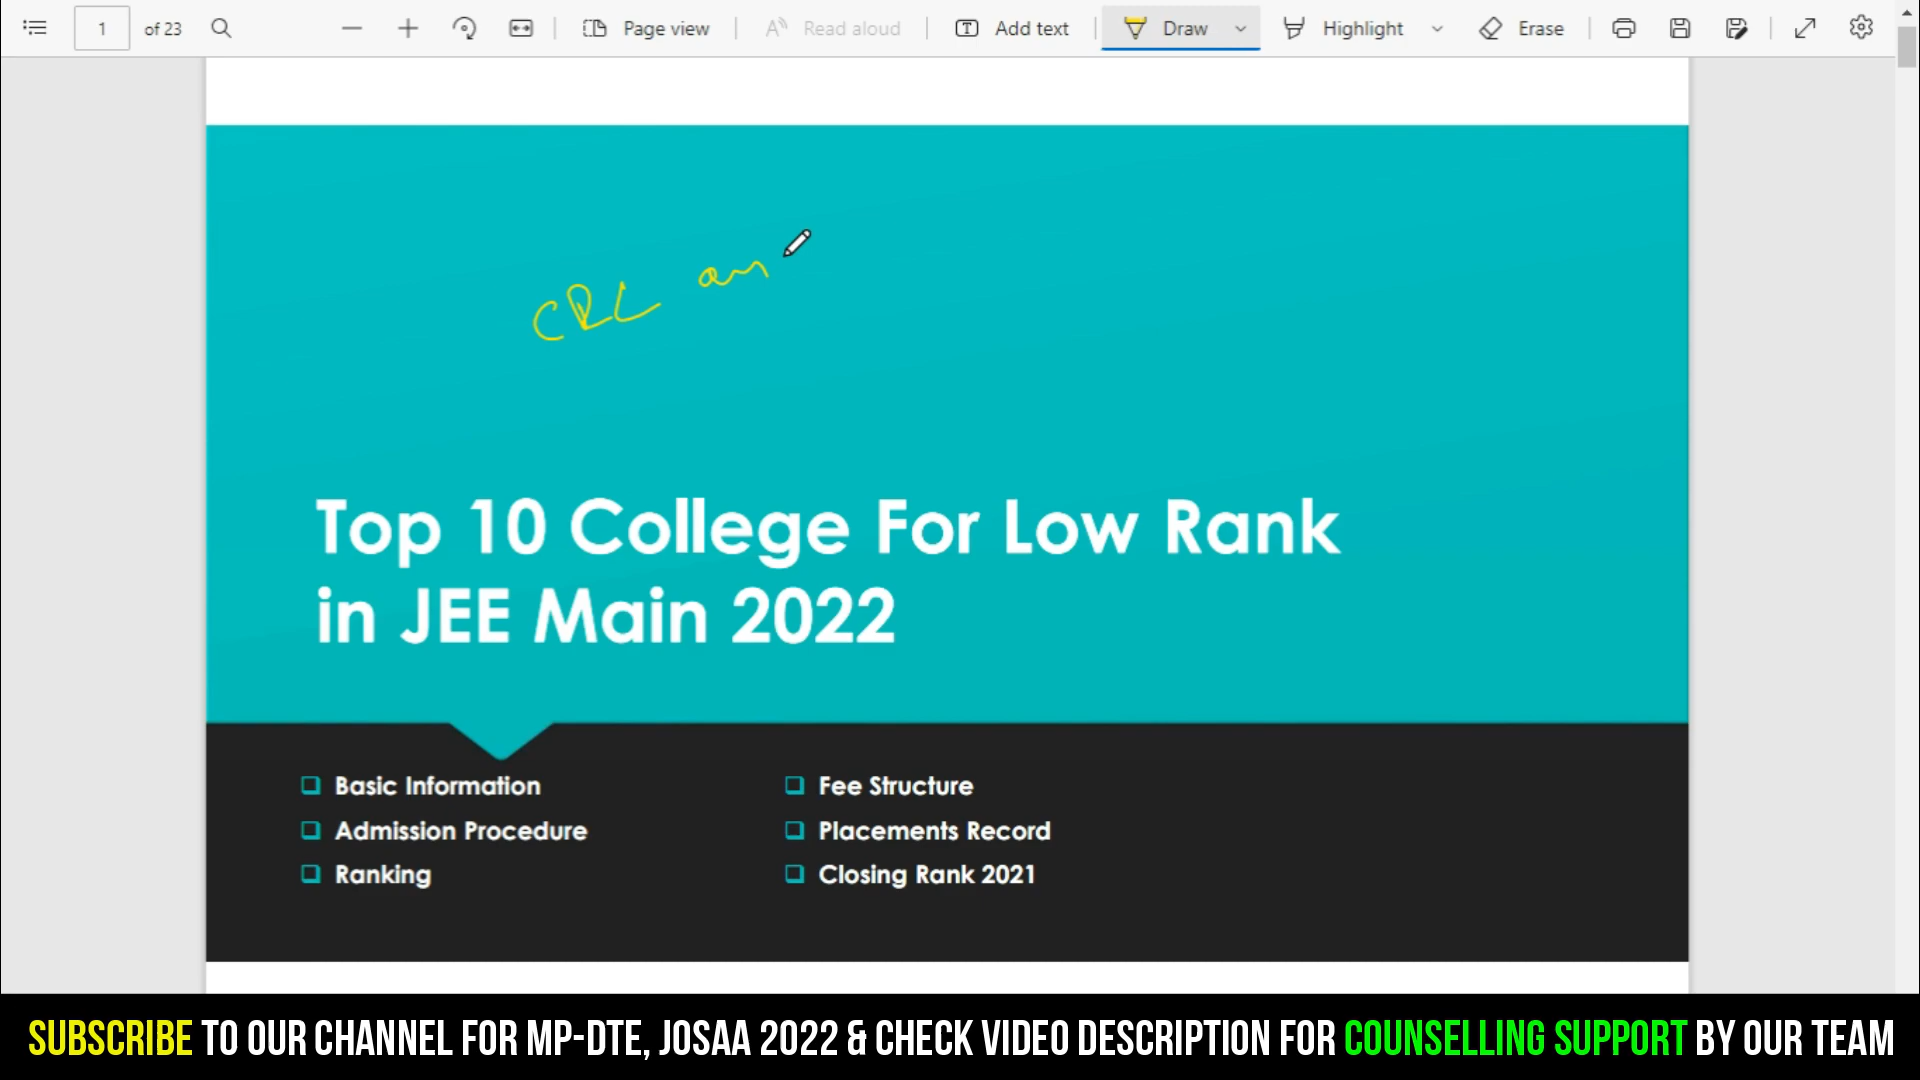 1 of 23 Page view Read aloud Add text Draw Highlight Erase
CRL an
Top 10 College For Low Rank
in JEE Main 2022
Basic Information
Admission Procedure
Ranking
Fee Structure
Placements Record
Closing Rank 2021
SUBSCRIBE TO OUR CHANNEL FOR MP-DTE, JOSAA 2022 & CHECK VIDEO DESCRIPTION FOR COUNSELLING SUPPORT BY OUR TEAM